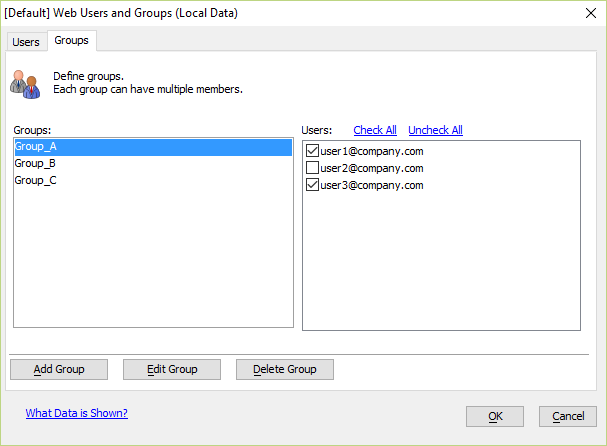 [Default] Web Users and Groups (Local Data)
Users Groups
Define groups.
Each group can have multiple members.
Groups:
Users: Check All Uncheck All
Group_A
Group_B
Group_C
user1@company.com
user2@company.com
user3@company.com
Add Group Edit Group Delete Group
What Data is Shown?
OK Cancel